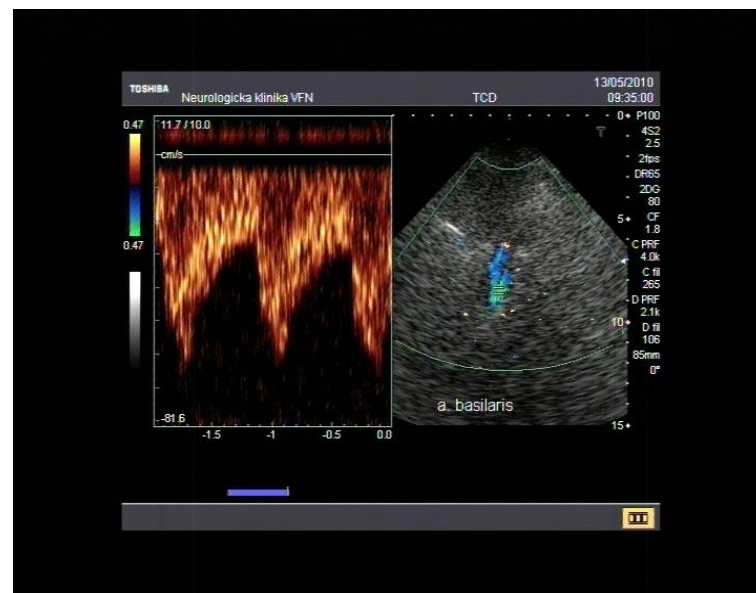 TOSHIBA
Neurologicka klinika VFN
TCD
13/05/2010
09:35:00
0.47
0.47
11.7 / 10.0
cm/s
-81.6
-1.5 -1 -0.5 0.0
T
0
5
10
15
P100
4S2
2.5
2fps
DR65
2DG
80
CF
1.8
C PRF
4.0k
C fil
265
D PRF
2.1k
D fil
106
85mm
0°
a. basilaris